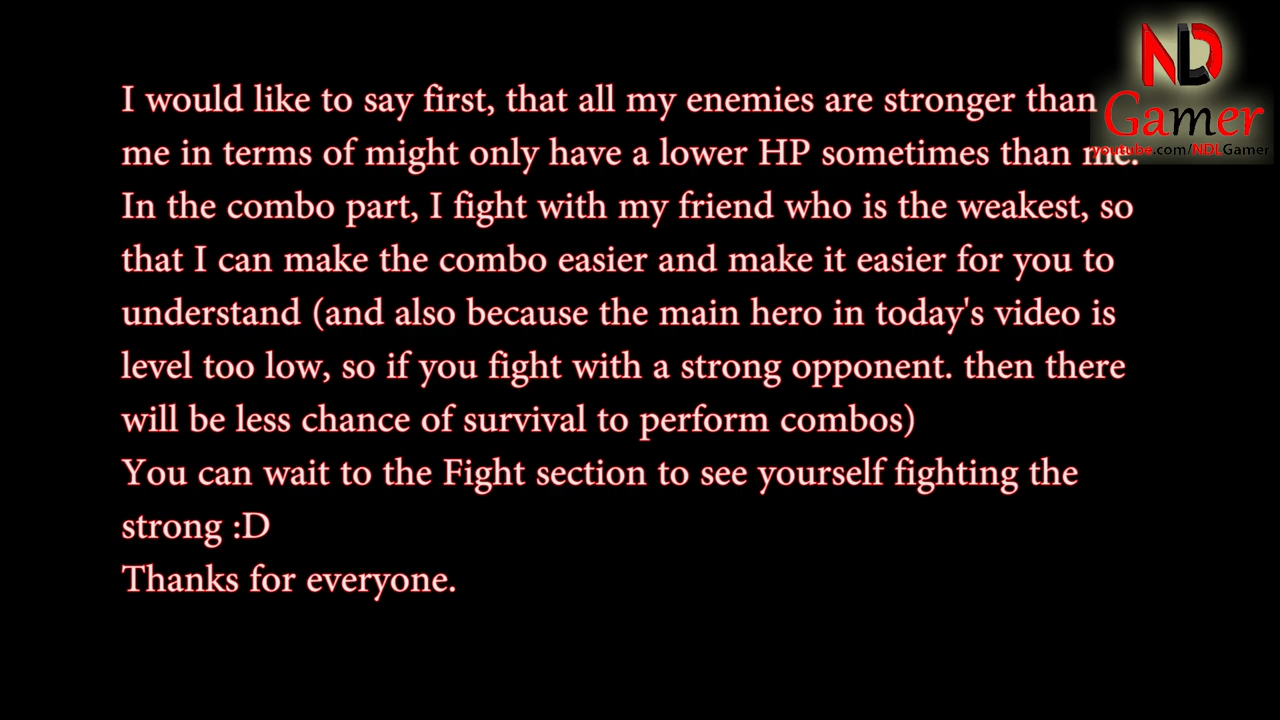 I would like to say first, that all my enemies are stronger than
me in terms of might only have a lower HP sometimes than me.
In the combo part, I fight with my friend who is the weakest, so
that I can make the combo easier and make it easier for you to
understand (and also because the main hero in today's video is
level too low, so if you fight with a strong opponent. then there
will be less chance of survival to perform combos)
You can wait to the Fight section to see yourself fighting the
strong :D
Thanks for everyone.
NLD
Gamer
youtube.com/NDLGamer